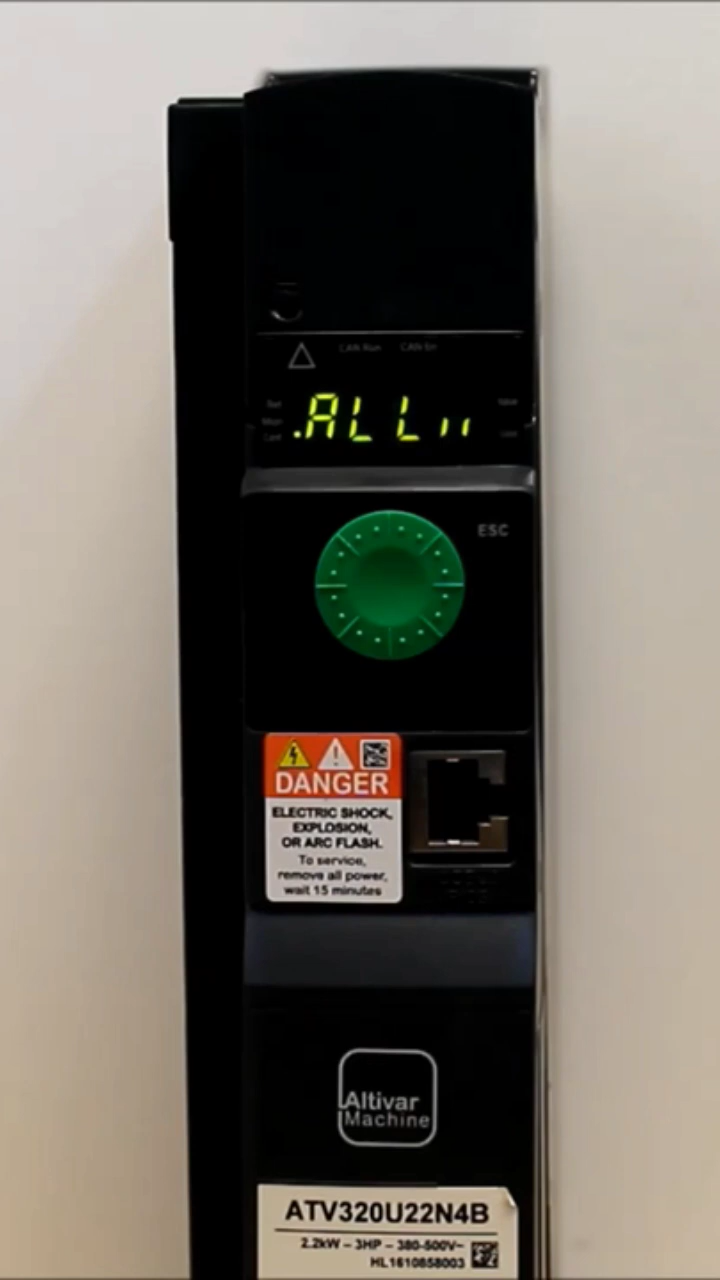 CAN Run CAN Err
.ALL
ESC
DANGER
ELECTRIC SHOCK,
EXPLOSION,
OR ARC FLASH.
To service,
remove all power,
wait 15 minutes
Altivar
Machine
ATV320U22N4B
2.2kW – 3HP – 380-500V~
HL1610858003